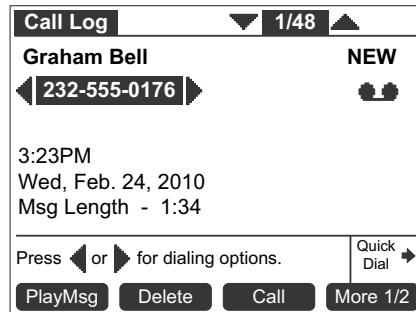 Call Log 1/48
Graham Bell NEW
232-555-0176
3:23PM
Wed, Feb. 24, 2010
Msg Length - 1:34
Press or for dialing options.
Quick
Dial
PlayMsg Delete Call More 1/2